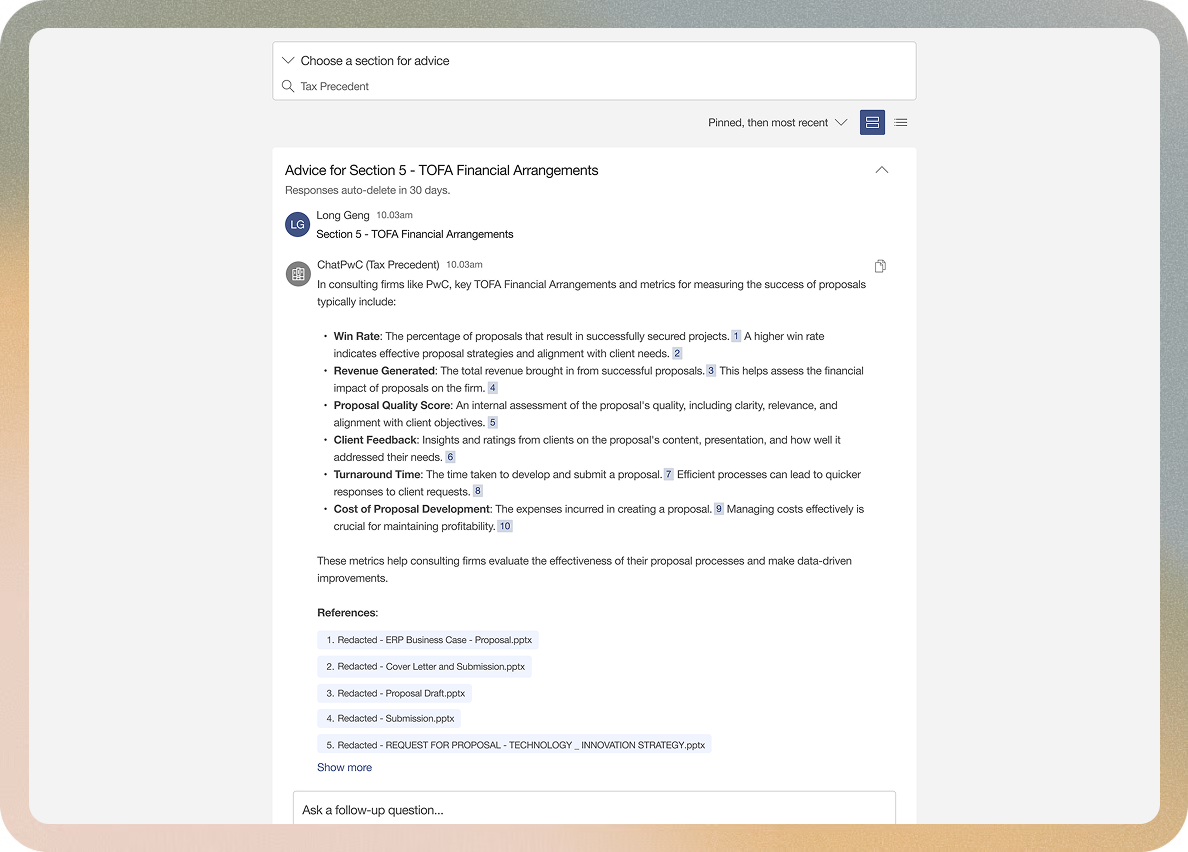 Choose a section for advice
Tax Precedent
Pinned, then most recent
Advice for Section 5 - TOFA Financial Arrangements
Responses auto-delete in 30 days.
LG
Long Geng 10.03am
Section 5 - TOFA Financial Arrangements
ChatPwC (Tax Precedent) 10.03am
In consulting firms like PwC, key TOFA Financial Arrangements and metrics for measuring the success of proposals
typically include:
• Win Rate: The percentage of proposals that result in successfully secured projects. 1 A higher win rate
indicates effective proposal strategies and alignment with client needs. 2
• Revenue Generated: The total revenue brought in from successful proposals. 3 This helps assess the financial
impact of proposals on the firm. 4
• Proposal Quality Score: An internal assessment of the proposal's quality, including clarity, relevance, and
alignment with client objectives. 5
• Client Feedback: Insights and ratings from clients on the proposal's content, presentation, and how well it
addressed their needs. 6
• Turnaround Time: The time taken to develop and submit a proposal. 7 Efficient processes can lead to quicker
responses to client requests. 8
• Cost of Proposal Development: The expenses incurred in creating a proposal. 9 Managing costs effectively is
crucial for maintaining profitability. 10
These metrics help consulting firms evaluate the effectiveness of their proposal processes and make data-driven
improvements.
References:
1. Redacted - ERP Business Case - Proposal.pptx
2. Redacted - Cover Letter and Submission.pptx
3. Redacted - Proposal Draft.pptx
4. Redacted - Submission.pptx
5. Redacted - REQUEST FOR PROPOSAL - TECHNOLOGY _ INNOVATION STRATEGY.pptx
Show more
Ask a follow-up question...